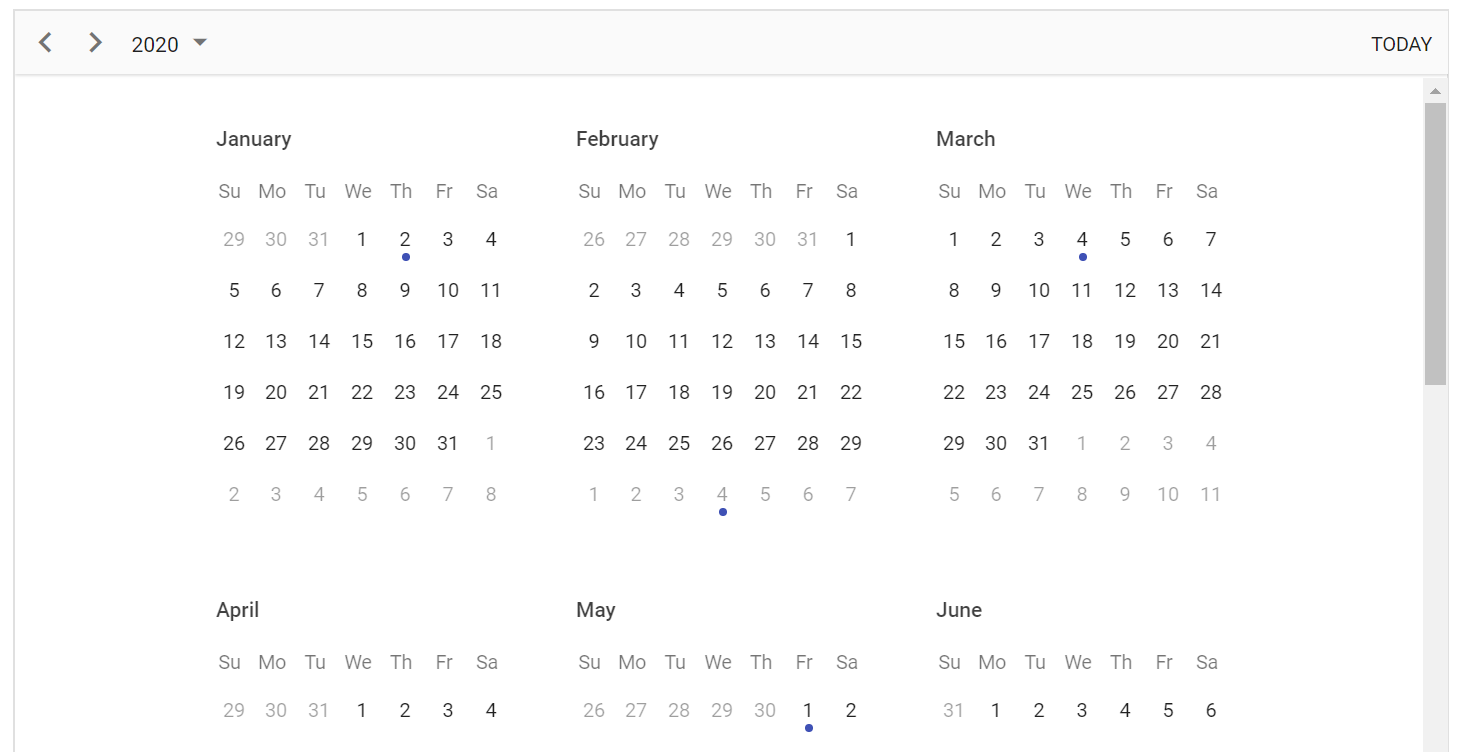 2020 TODAY
January February March
Su Mo Tu We Th Fr Sa Su Mo Tu We Th Fr Sa Su Mo Tu We Th Fr Sa
29 30 31 1 2 3 4 26 27 28 29 30 31 1 1 2 3 4 5 6 7
5 6 7 8 9 10 11 2 3 4 5 6 7 8 8 9 10 11 12 13 14
12 13 14 15 16 17 18 9 10 11 12 13 14 15 15 16 17 18 19 20 21
19 20 21 22 23 24 25 16 17 18 19 20 21 22 22 23 24 25 26 27 28
26 27 28 29 30 31 1 23 24 25 26 27 28 29 29 30 31 1 2 3 4
2 3 4 5 6 7 8 1 2 3 4 5 6 7 5 6 7 8 9 10 11
April May June
Su Mo Tu We Th Fr Sa Su Mo Tu We Th Fr Sa Su Mo Tu We Th Fr Sa
29 30 31 1 2 3 4 26 27 28 29 30 1 2 31 1 2 3 4 5 6